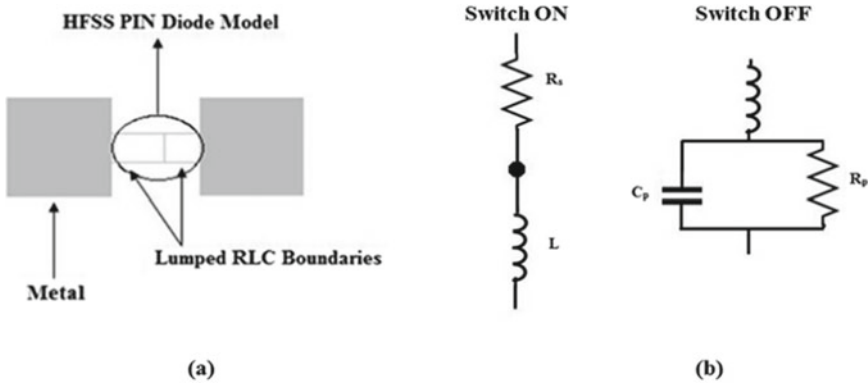 HFSS PIN Diode Model
Lumped RLC Boundaries
Metal
(a)
Switch ON
Rs
L
Switch OFF
Cp
Rp
(b)